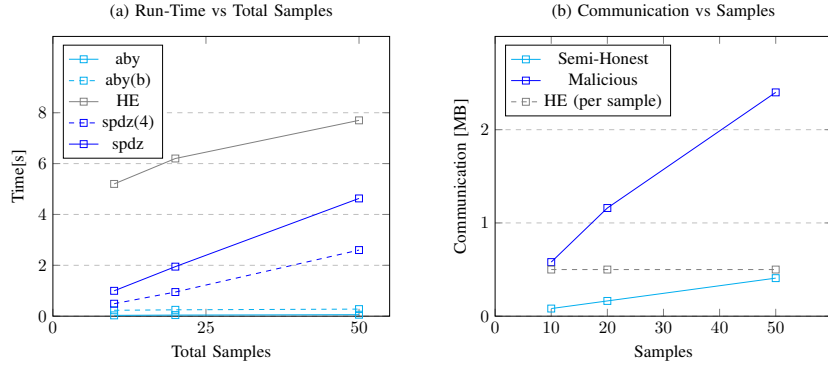 (a) Run-Time vs Total Samples
aby
aby(b)
HE
spdz(4)
spdz
Time[s]
8
6
4
2
0
0
25
50
Total Samples
(b) Communication vs Samples
Semi-Honest
Malicious
HE (per sample)
Communication [MB]
2
1
0
0
10
20
30
40
50
Samples